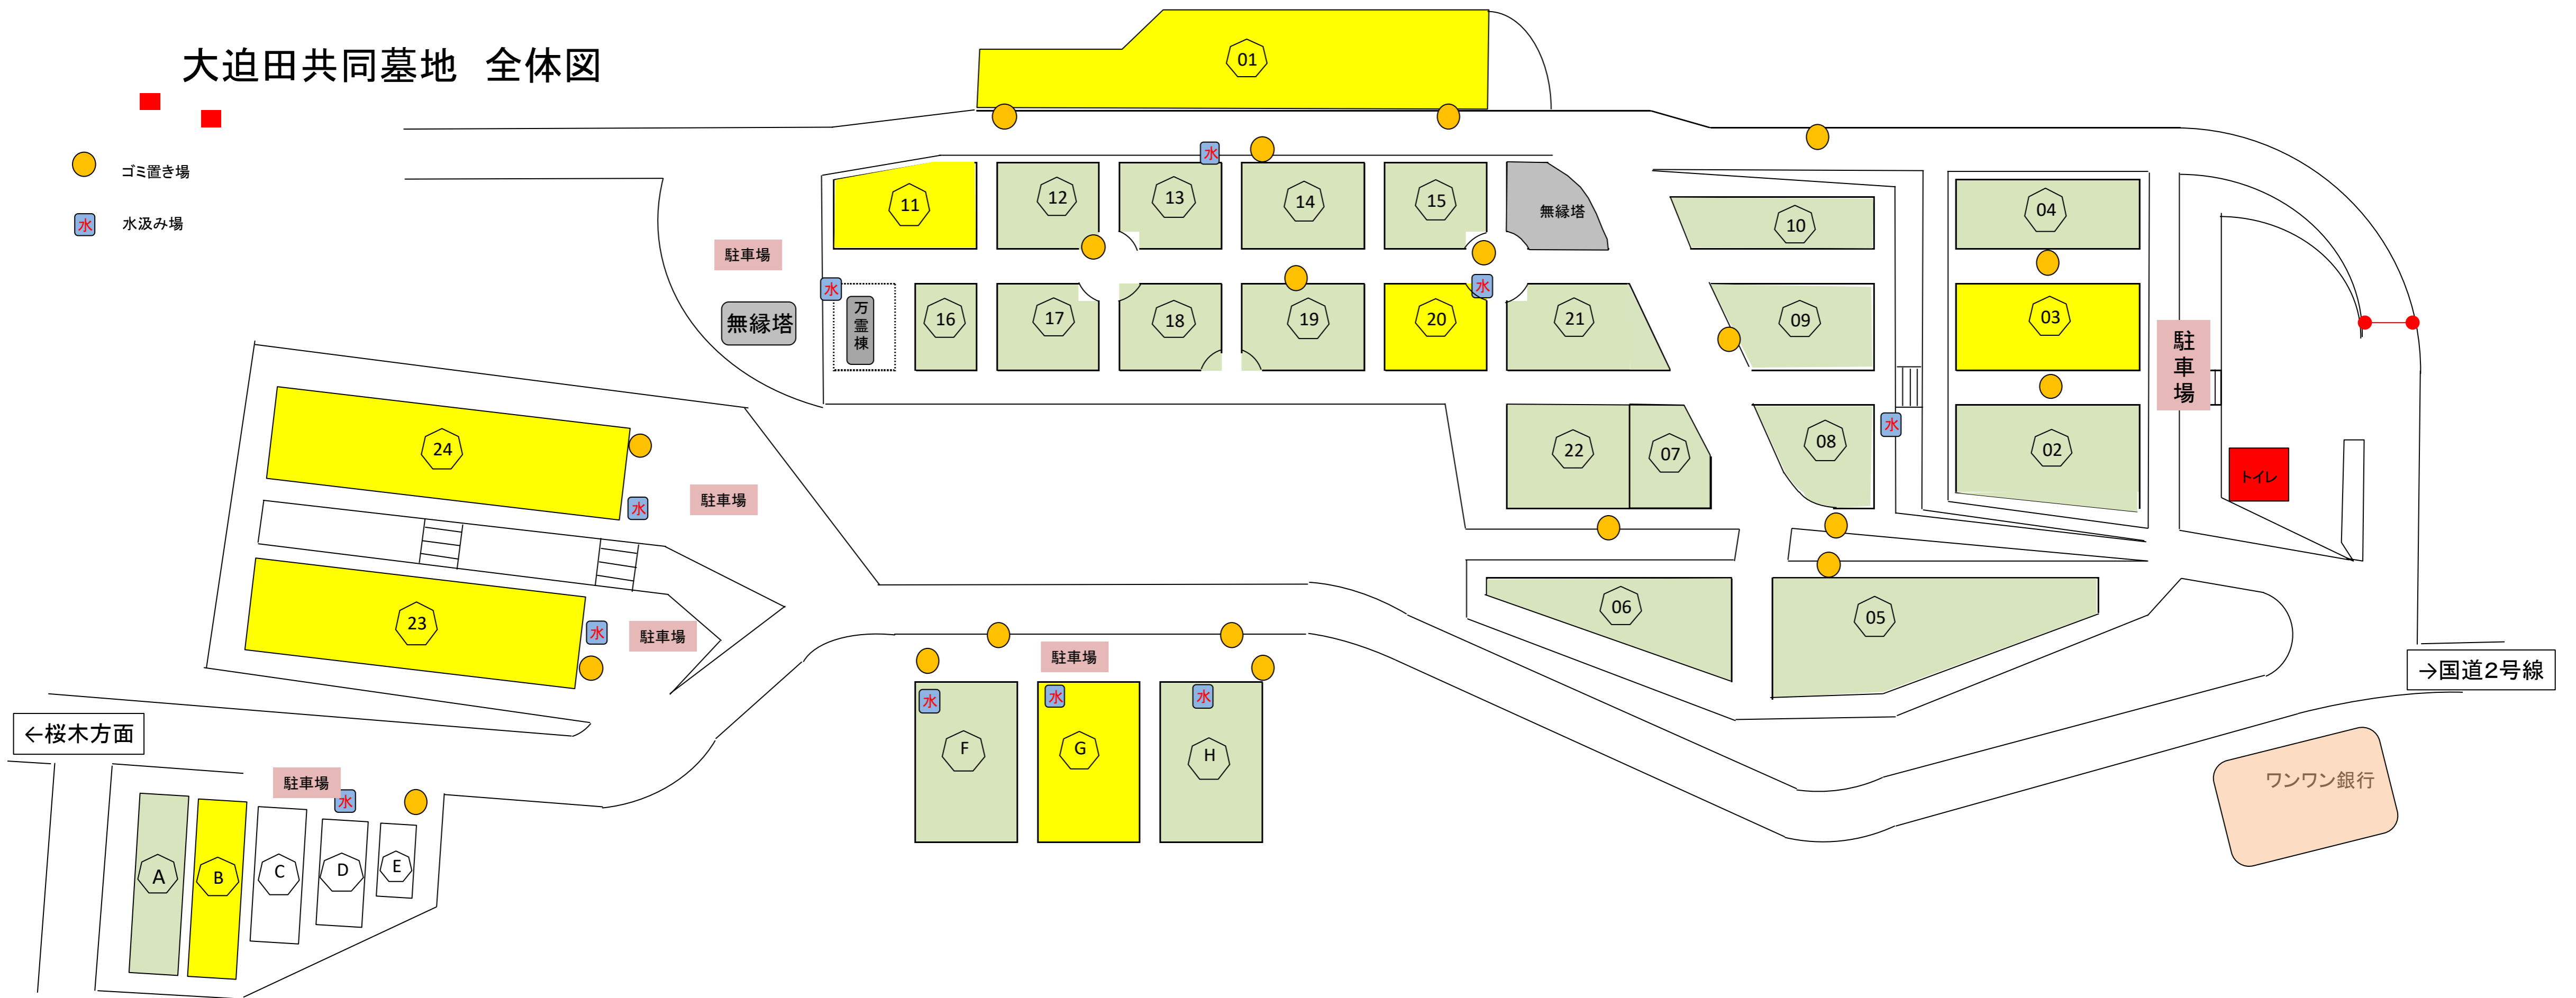 大迫田共同墓地 全体図
ゴミ置き場
水 水汲み場
01
水
11
12
13
14
15
無縁塔
10
04
駐車場
水
無縁塔
万霊棟
16
17
18
19
20
水
21
09
03
駐車場
24
水
駐車場
22
07
08
水
02
トイレ
23
水
駐車場
06
05
→国道2号線
←桜木方面
駐車場
水
F
水
G
水
H
ワンワン銀行
駐車場
水
A
B
C
D
E